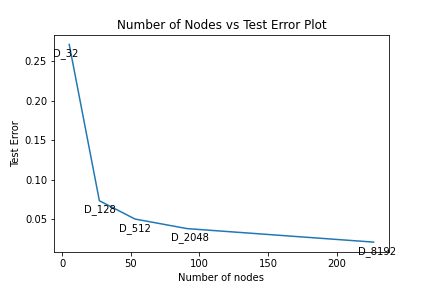 Number of Nodes vs Test Error Plot
Test Error
0.25
0.20
0.15
0.10
0.05
D_32
D_128
D_512
D_2048
D_8192
0
50
100
150
200
Number of nodes